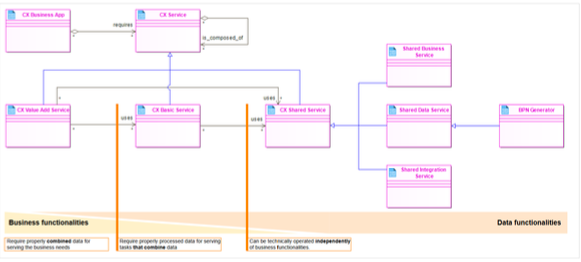 CX Business App
CX Service
requires
is_composed_of
Shared Business
Service
uses
CX Value Add Service
uses
CX Basic Service
uses
CX Shared Service
Shared Data Service
DPN Generator
Shared Integration
Service
Business functionalities
Data functionalities
Require properly combined data for
serving the business needs
Require properly processed data for serving
tasks that combine data
Can be technically operated independently
of business functionalities